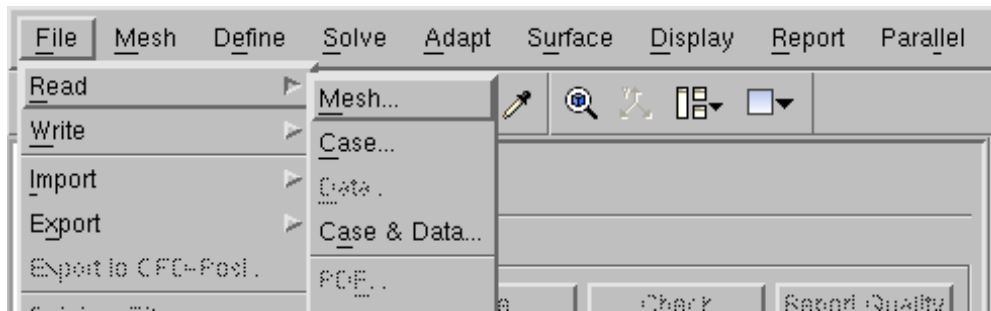 File Mesh Define Solve Adapt Surface Display Report Parallel
Read
Mesh...
Write
Case...
Import
Data...
Export
Case & Data...
Export to CFD-Post...
PDF...
Check
Report Quality